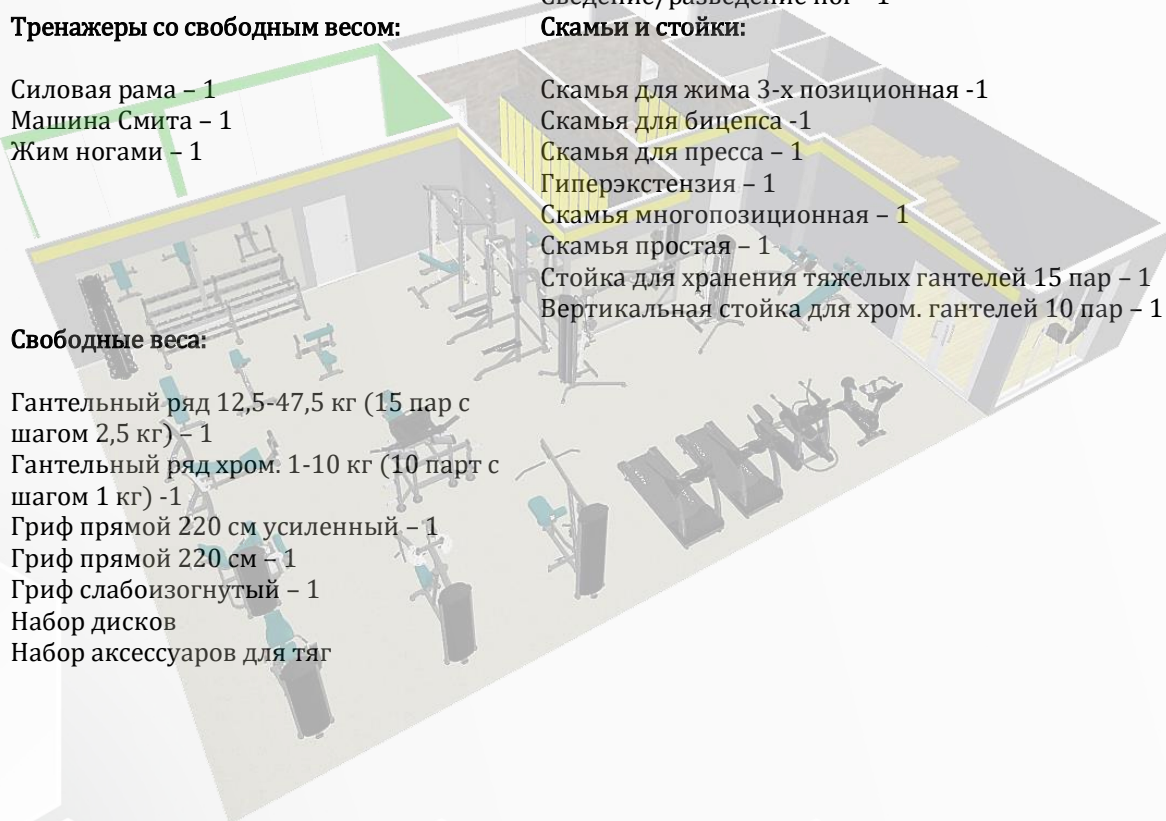 Сведение/разведение ног – 1
Тренажеры со свободным весом:
Силовая рама – 1
Машина Смита – 1
Жим ногами – 1
Свободные веса:
Гантельный ряд 12,5-47,5 кг (15 пар с
шагом 2,5 кг) – 1
Гантельный ряд хром. 1-10 кг (10 парт с
шагом 1 кг) -1
Гриф прямой 220 см усиленный – 1
Гриф прямой 220 см – 1
Гриф слабоизогнутый – 1
Набор дисков
Набор аксессуаров для тяг
Скамьи и стойки:
Скамья для жима 3-х позиционная -1
Скамья для бицепса -1
Скамья для пресса – 1
Гиперэкстензия – 1
Скамья многопозиционная – 1
Скамья простая – 1
Стойка для хранения тяжелых гантелей 15 пар – 1
Вертикальная стойка для хром. гантелей 10 пар – 1